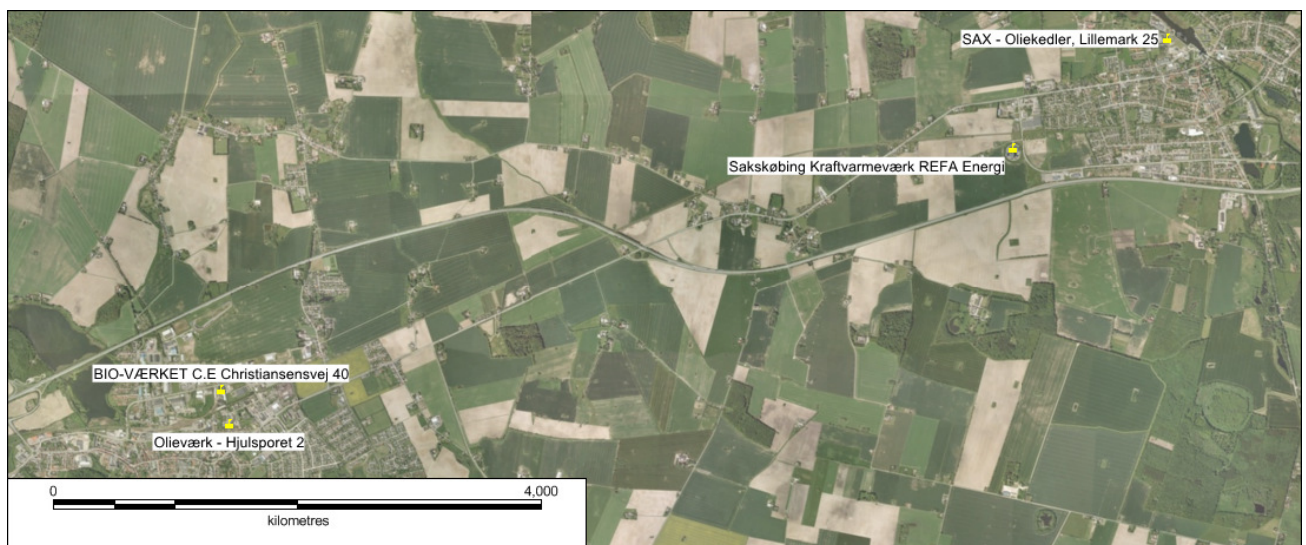 SAX - Oliekedler, Lillemark 25
Sakskøbing Kraftvarmeværk REFA Energi
BIO-VÆRKET C.E Christiansensvej 40
Olieværk - Hjulsporet 2
0 4,000
kilometres